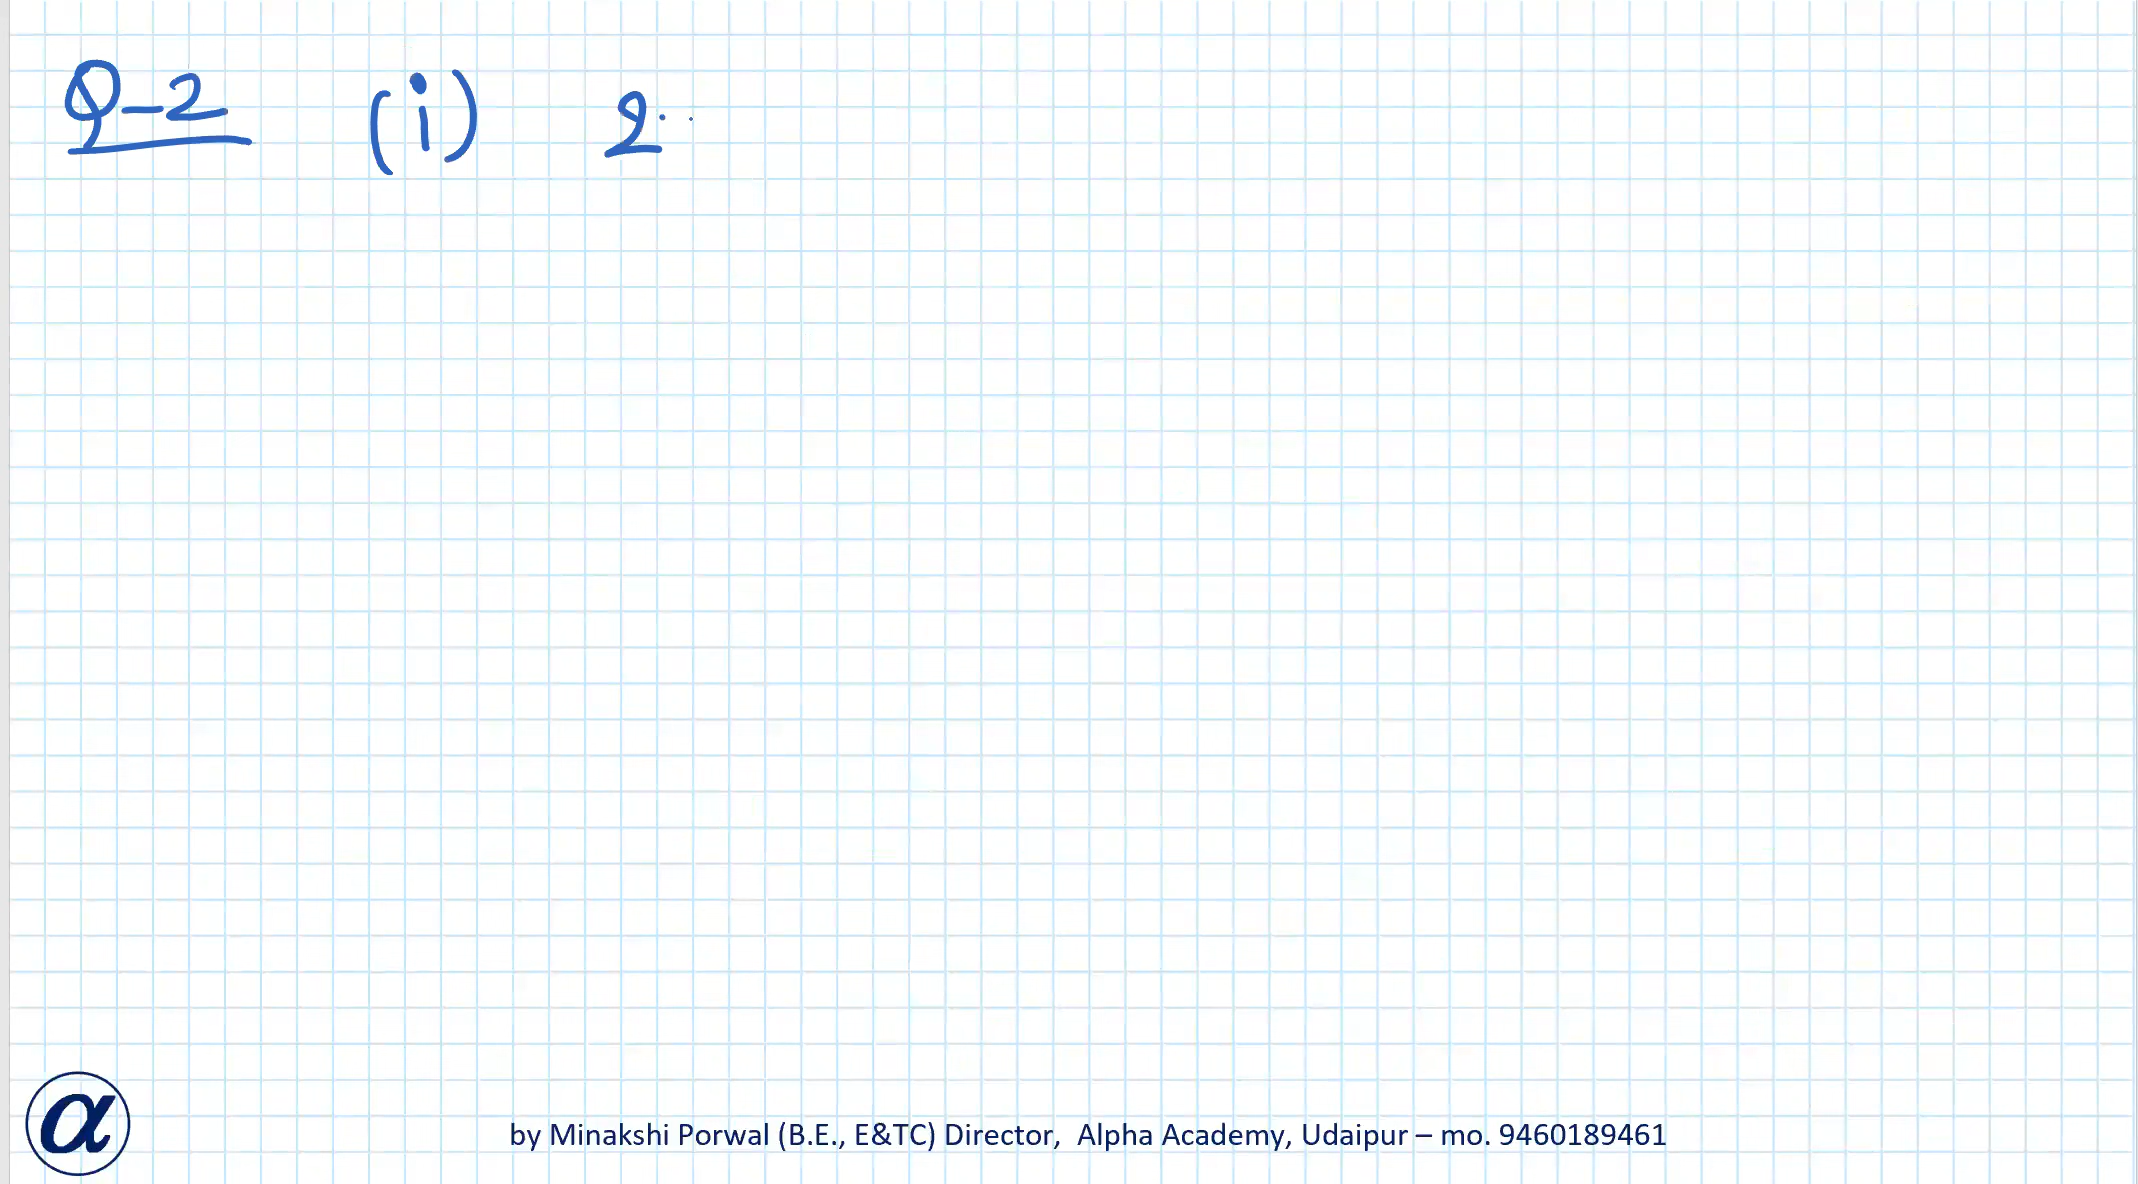 Q-2 (i) 2.
α
by Minakshi Porwal (B.E., E&TC) Director, Alpha Academy, Udaipur – mo. 9460189461